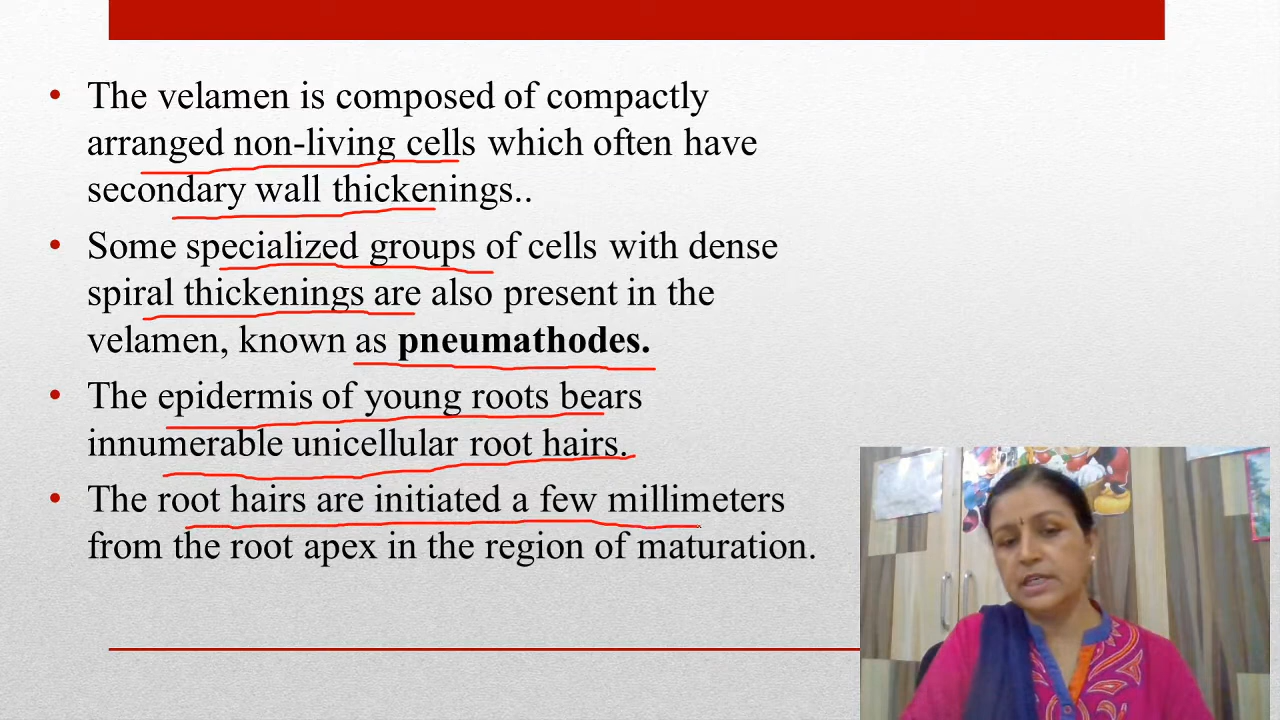 • The velamen is composed of compactly
arranged non-living cells which often have
secondary wall thickenings..
• Some specialized groups of cells with dense
spiral thickenings are also present in the
velamen, known as pneumathodes.
• The epidermis of young roots bears
innumerable unicellular root hairs.
• The root hairs are initiated a few millimeters
from the root apex in the region of maturation.